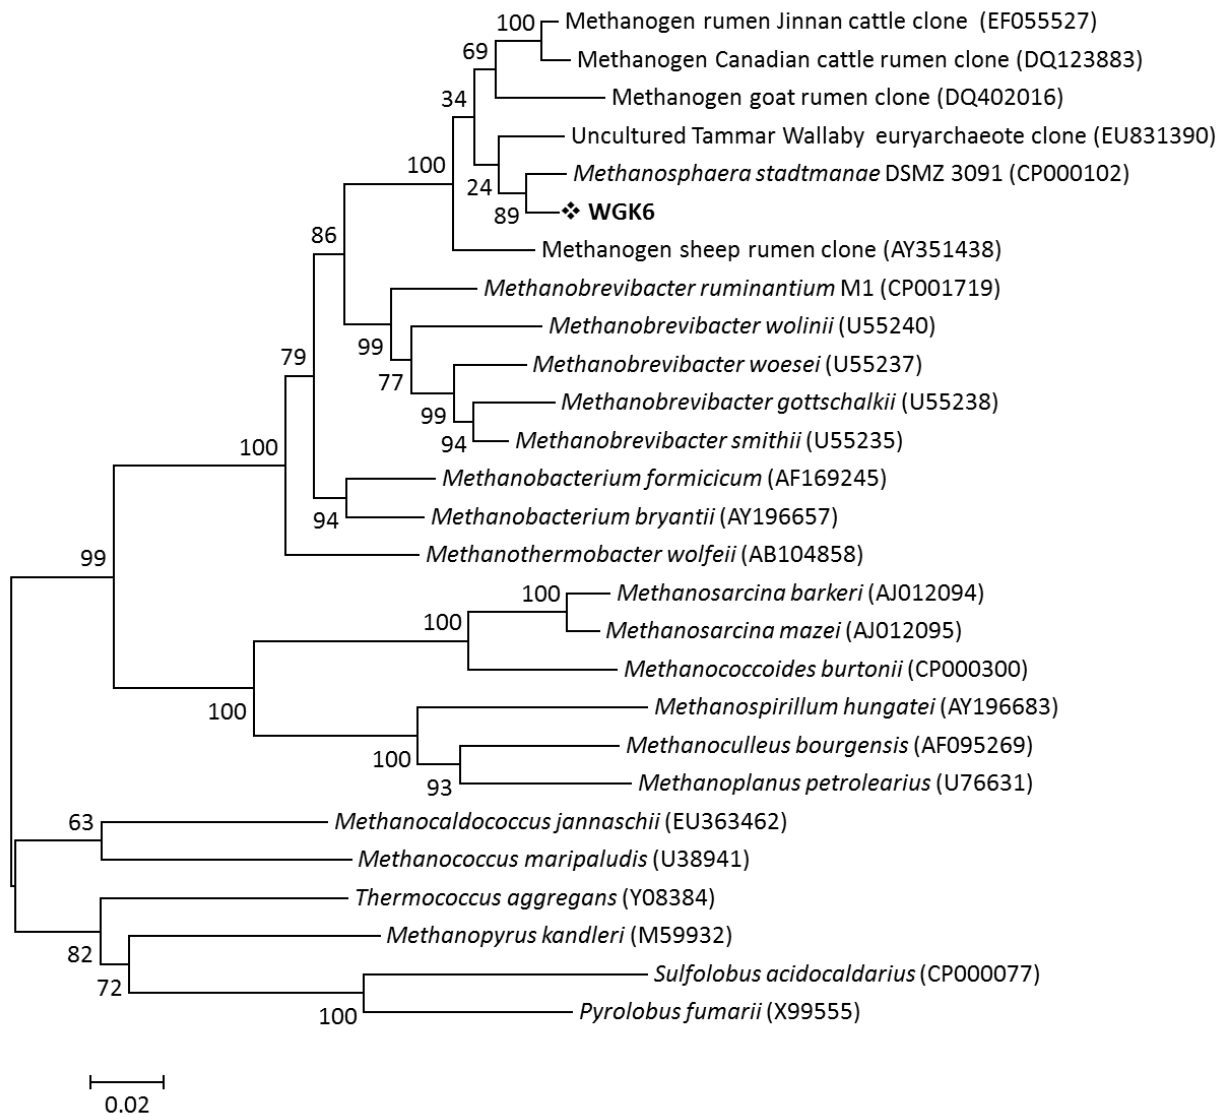 100 Methanogen rumen Jinnan cattle clone (EF055527)
69 Methanogen Canadian cattle rumen clone (DQ123883)
34 Methanogen goat rumen clone (DQ402016)
Uncultured Tammar Wallaby euryarchaeote clone (EU831390)
100 24 Methanosphaera stadtmanae DSMZ 3091 (CP000102)
89 ❖ WGK6
86 Methanogen sheep rumen clone (AY351438)
Methanobrevibacter ruminantium M1 (CP001719)
99 Methanobrevibacter wolinii (U55240)
79 77 Methanobrevibacter woesei (U55237)
99 Methanobrevibacter gottschalkii (U55238)
100 94 Methanobrevibacter smithii (U55235)
Methanobacterium formicicum (AF169245)
94 Methanobacterium bryantii (AY196657)
99 Methanothermobacter wolfeii (AB104858)
100 Methanosarcina barkeri (AJ012094)
100 Methanosarcina mazei (AJ012095)
Methanococcoides burtonii (CP000300)
100 Methanospirillum hungatei (AY196683)
100 Methanoculleus bourgensis (AF095269)
93 Methanoplanus petrolearius (U76631)
63 Methanocaldococcus jannaschii (EU363462)
Methanococcus maripaludis (U38941)
Thermococcus aggregans (Y08384)
82 Methanopyrus kandleri (M59932)
72 Sulfolobus acidocaldarius (CP000077)
100 Pyrolobus fumarii (X99555)
0.02